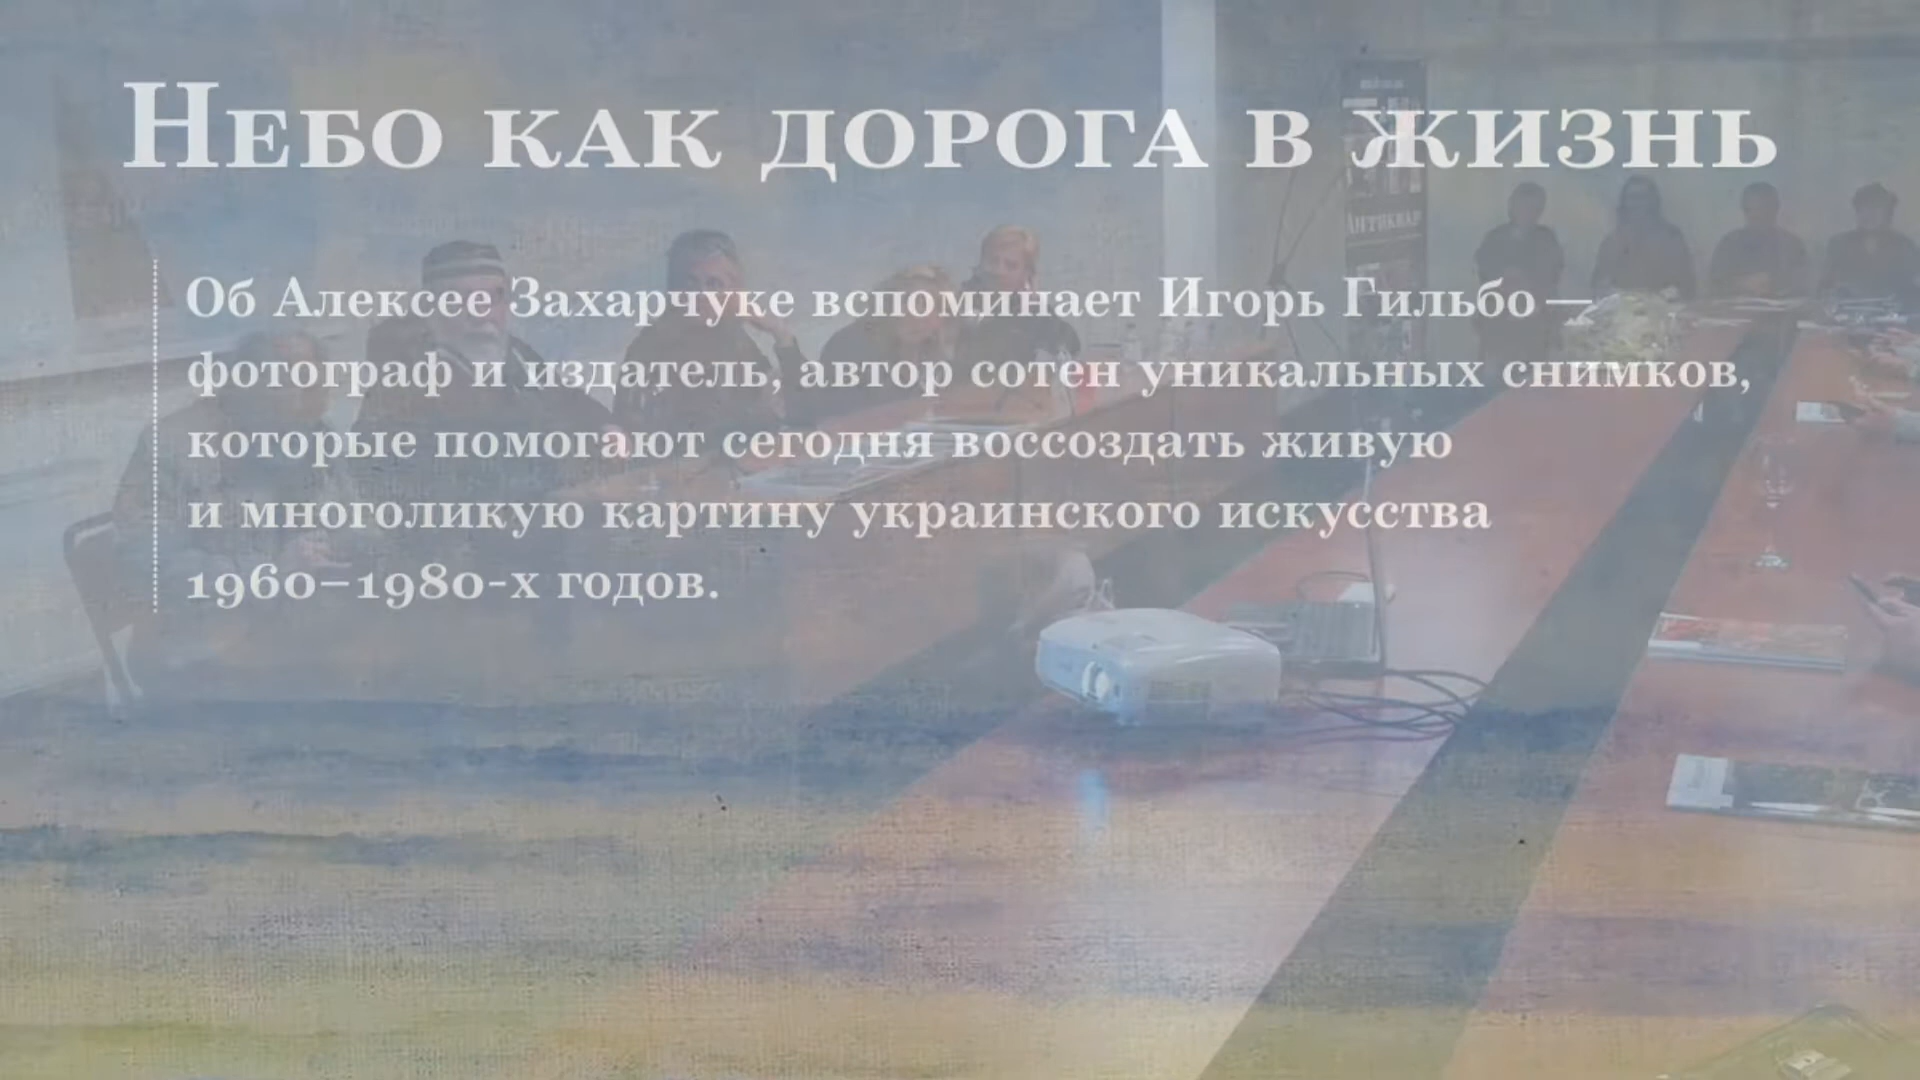 Небо как дорога в жизнь
Об Алексее Захарчуке вспоминает Игорь Гильбо —
фотограф и издатель, автор сотен уникальных снимков,
которые помогают сегодня воссоздать живую
и многоликую картину украинского искусства
1960–1980-х годов.
Антиквар